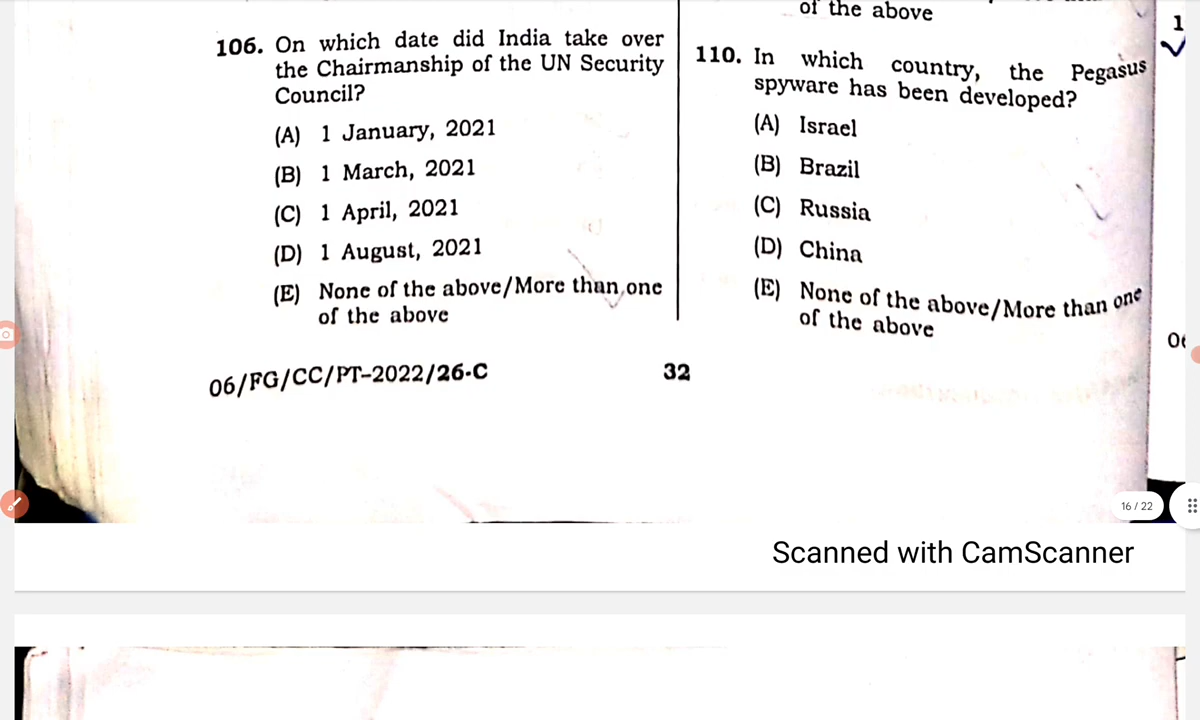 106. On which date did India take over
the Chairmanship of the UN Security
Council?
(A) 1 January, 2021
(B) 1 March, 2021
(C) 1 April, 2021
(D) 1 August, 2021
(E) None of the above/More than one
of the above
06/FG/CC/PT-2022/26-C
32
of the above
110. In which country, the Pegasus
spyware has been developed?
(A) Israel
(B) Brazil
(C) Russia
(D) China
(E) None of the above/More than one
of the above
1
16 / 22
Scanned with CamScanner